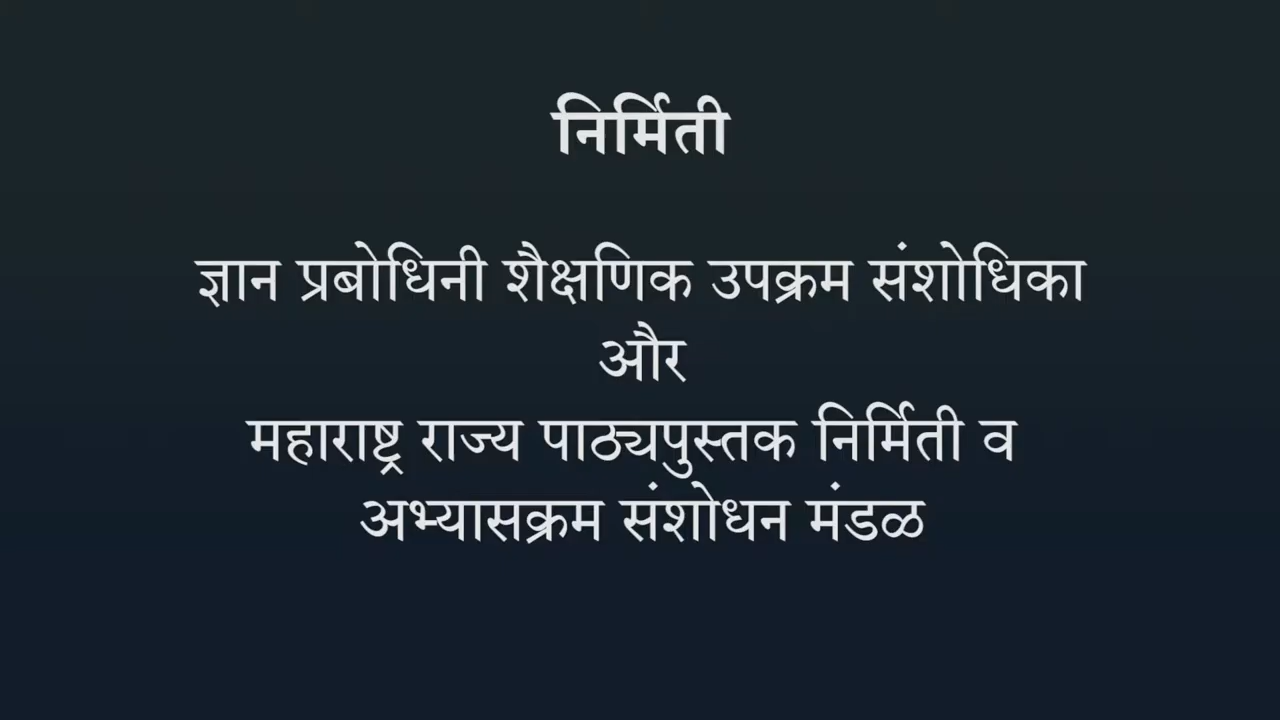 निर्मिती
ज्ञान प्रबोधिनी शैक्षणिक उपक्रम संशोधिका
और
महाराष्ट्र राज्य पाठ्यपुस्तक निर्मिती व
अभ्यासक्रम संशोधन मंडळ